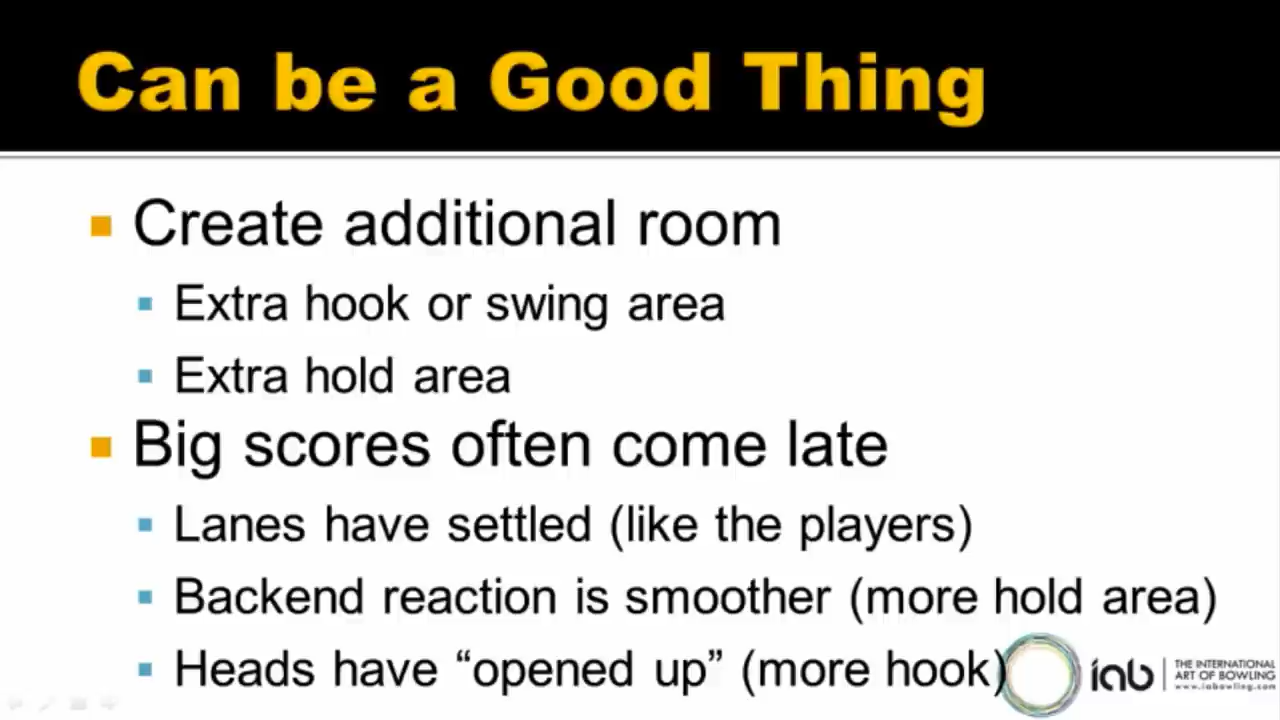 Can be a Good Thing
Create additional room
Extra hook or swing area
Extra hold area
Big scores often come late
Lanes have settled (like the players)
Backend reaction is smoother (more hold area)
Heads have “opened up” (more hook)
iab
THE INTERNATIONAL
ART OF BOWLING
www.iabowling.com